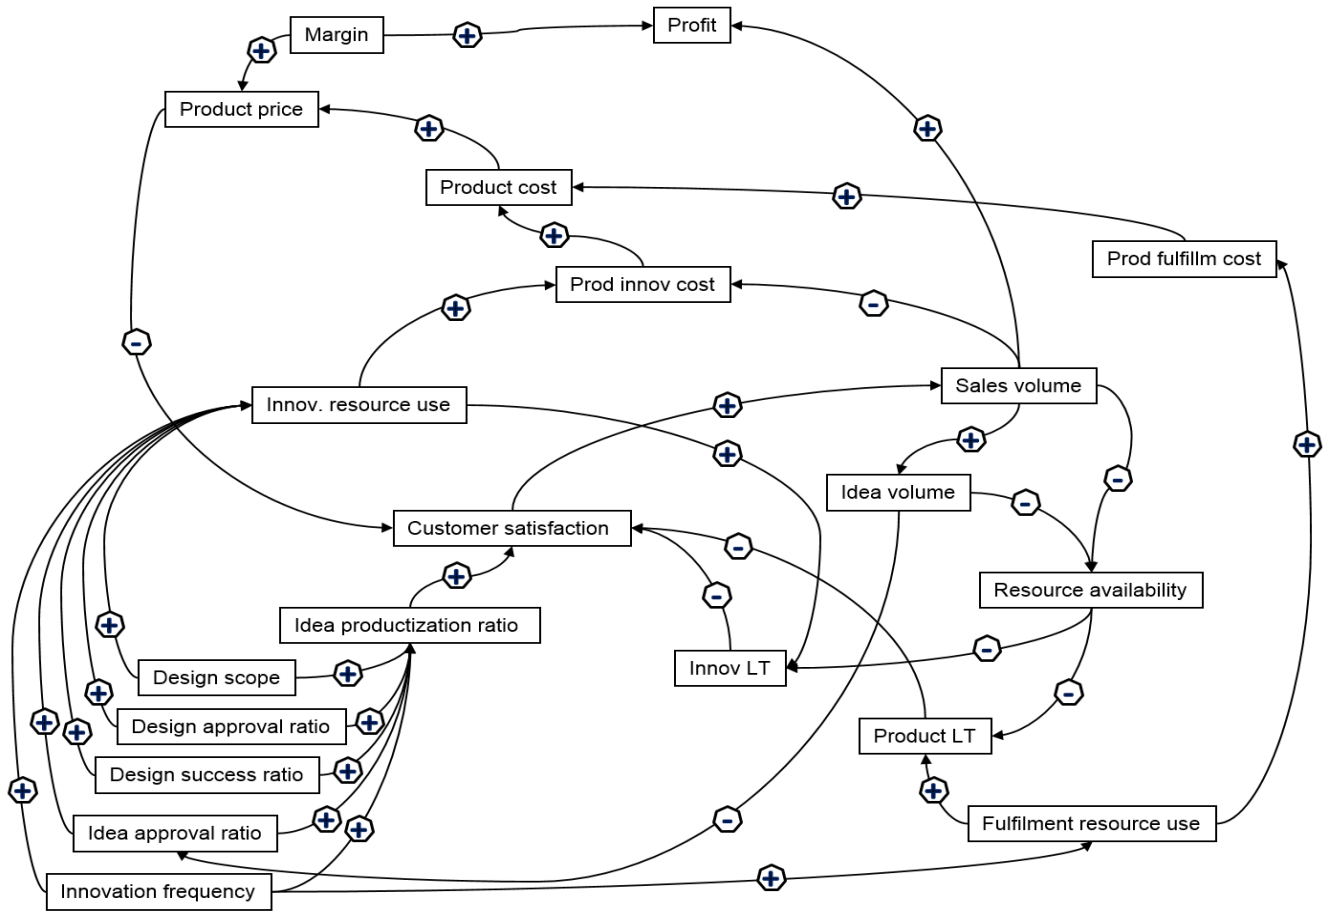 Margin
+
Profit
+
Product price
+
+
Product cost
+
+
Prod fulfillm cost
Prod innov cost
+
-
-
Sales volume
Innov. resource use
+
+
+
+
Idea volume
-
-
Customer satisfaction
-
+
Resource availability
-
Idea productization ratio
+
-
Innov LT
Design scope
+
+
-
Design approval ratio
+
+
+
Product LT
Design success ratio
+
+
+
+
Idea approval ratio
+
-
Fulfilment resource use
+
Innovation frequency
+